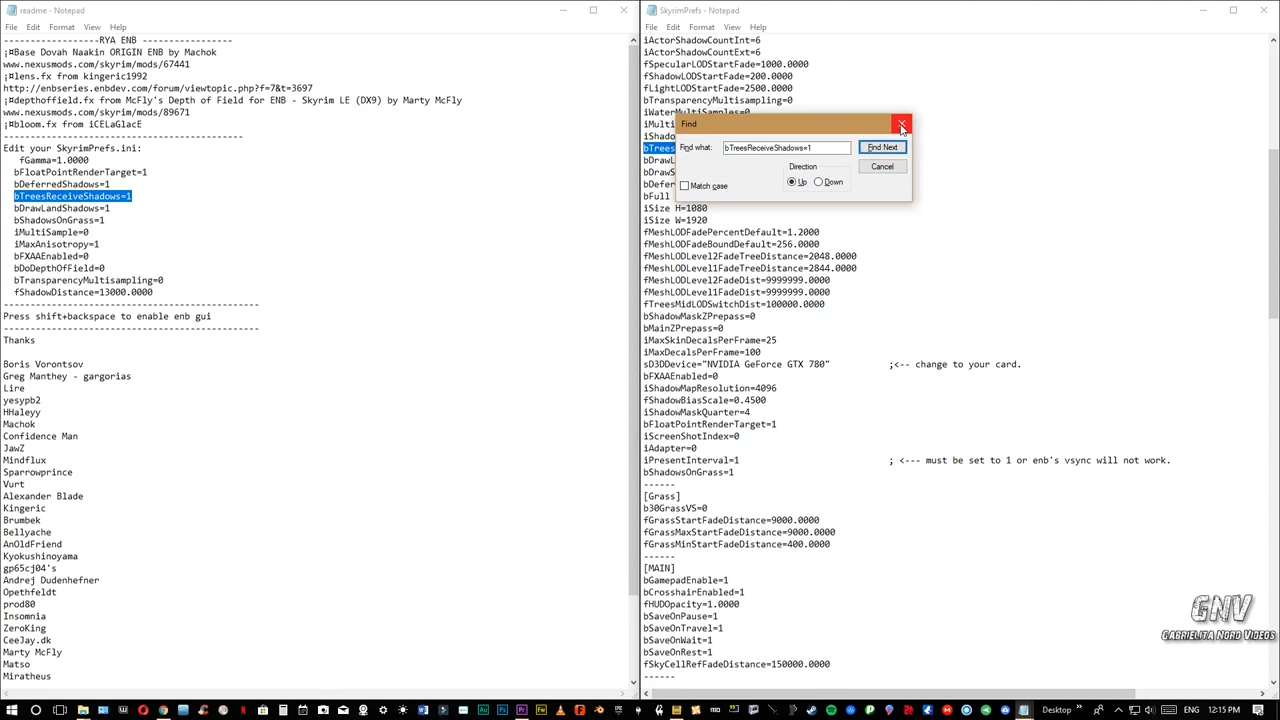 readme - Notepad
File Edit Format View Help
------------------RYA ENB -----------------
¡¤Base Dovah Naakin ORIGIN ENB by Machok
www.nexusmods.com/skyrim/mods/67441
¡¤lens.fx from kingeric1992
http://enbseries.enbdev.com/forum/viewtopic.php?f=7&t=3697
¡¤depthoffield.fx from McFly's Depth of Field for ENB - Skyrim LE (DX9) by Marty McFly
www.nexusmods.com/skyrim/mods/89671
¡¤bloom.fx from iCELaGlacE
---------------------------------------------
Edit your SkyrimPrefs.ini:
fGamma=1.0000
bFloatPointRenderTarget=1
bDeferredShadows=1
bTreesReceiveShadows=1
bDrawLandShadows=1
bShadowsOnGrass=1
iMultiSample=0
iMaxAnisotropy=1
bFXAAEnabled=0
bDoDepthOfField=0
bTransparencyMultisampling=0
fShadowDistance=13000.0000
------------------------------------------------
Press shift+backspace to enable enb gui
------------------------------------------------
Thanks
Boris Vorontsov
Greg Manthey - gargorias
Lire
yesypb2
HHaleyy
Machok
Confidence Man
JawZ
Mindflux
Sparrowprince
Vurt
Alexander Blade
Kingeric
Brumbek
Bellyache
AnOldFriend
Kyokushinoyama
gp65cj04's
Andrej Dudenhefner
Opethfeldt
prod80
Insomnia
ZeroKing
CeeJay.dk
Marty McFly
Matso
Miratheus
SkyrimPrefs - Notepad
File Edit Format View Help
iActorShadowCountInt=6
iActorShadowCountExt=6
fSpecularLODStartFade=1000.0000
fShadowLODStartFade=200.0000
fLightLODStartFade=2500.0000
bTransparencyMultisampling=0
iWaterMultiSamples=0
iMulti
iShado
bTrees
bDrawL
bDrawS
bDefer
bFull
iSize H=1080
iSize W=1920
fMeshLODFadePercentDefault=1.2000
fMeshLODFadeBoundDefault=256.0000
fMeshLODLevel2FadeTreeDistance=2048.0000
fMeshLODLevel1FadeTreeDistance=2844.0000
fMeshLODLevel2FadeDist=9999999.0000
fMeshLODLevel1FadeDist=9999999.0000
fTreesMidLODSwitchDist=100000.0000
bShadowMaskZPrepass=0
bMainZPrepass=0
iMaxSkinDecalsPerFrame=25
iMaxDecalsPerFrame=100
sD3DDevice="NVIDIA GeForce GTX 780" ;<-- change to your card.
bFXAAEnabled=0
iShadowMapResolution=4096
fShadowBiasScale=0.4500
iShadowMaskQuarter=4
bFloatPointRenderTarget=1
iScreenShotIndex=0
iAdapter=0
iPresentInterval=1 ; <--- must be set to 1 or enb's vsync will not work.
bShadowsOnGrass=1
------
[Grass]
b30GrassVS=0
fGrassStartFadeDistance=9000.0000
fGrassMaxStartFadeDistance=9000.0000
fGrassMinStartFadeDistance=400.0000
------
[MAIN]
bGamepadEnable=1
bCrosshairEnabled=1
fHUDOpacity=1.0000
bSaveOnPause=1
bSaveOnTravel=1
bSaveOnWait=1
bSaveOnRest=1
fSkyCellRefFadeDistance=150000.0000
------
Find
Find what: bTreesReceiveShadows=1 Find Next
Direction Cancel
Match case Up Down
GNV
GABRIELITA NORD VIDEOS
Desktop ENG 12:15 PM